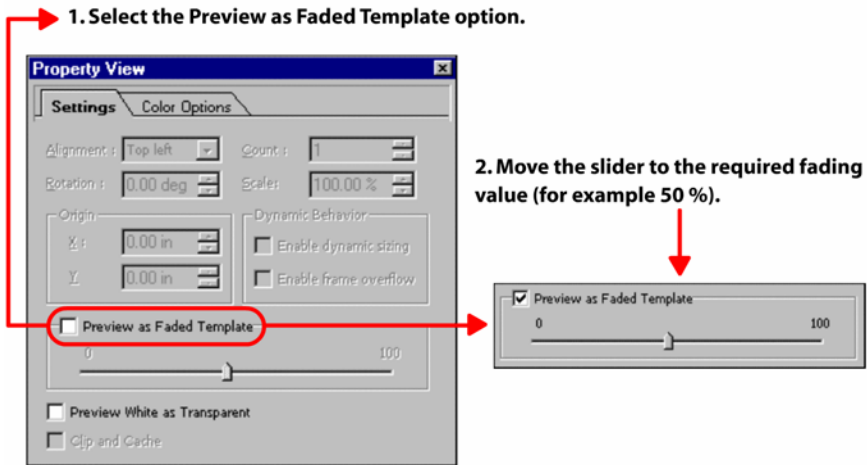 1. Select the Preview as Faded Template option.
Property View
Settings Color Options
Alignment : Top left Count : 1
Rotation : 0.00 deg Scale: 100.00 %
Origin Dynamic Behavior
X : 0.00 in Enable dynamic sizing
Y 0.00 in Enable frame overflow
Preview as Faded Template
0 100
Preview White as Transparent
Clip and Cache
2. Move the slider to the required fading
value (for example 50 %).
Preview as Faded Template
0 100